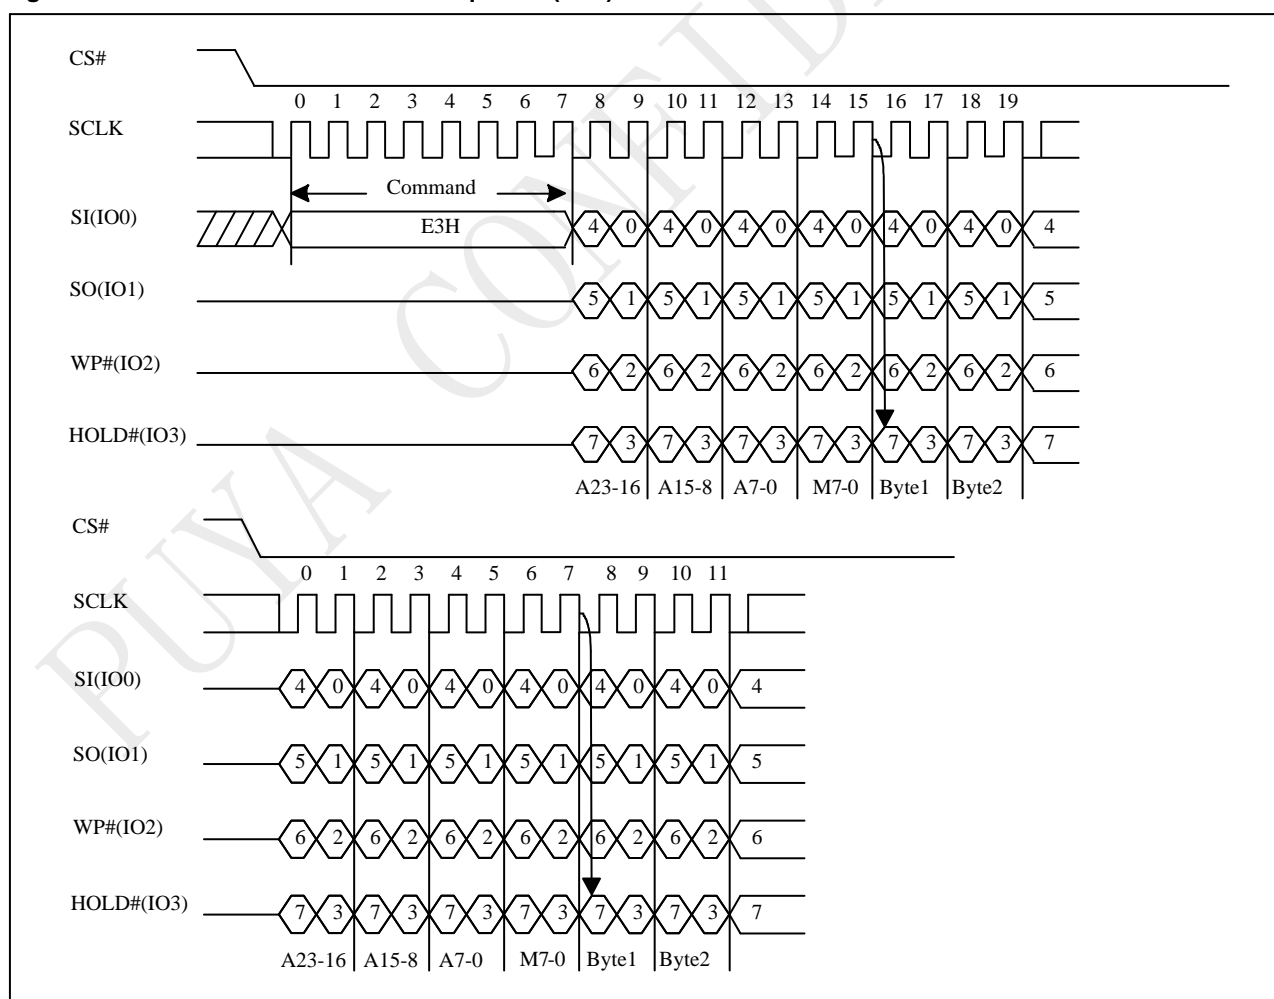 CS#
0 1 2 3 4 5 6 7 8 9 10 11 12 13 14 15 16 17 18 19
SCLK
Command
SI(IO0) E3H 4 0 4 0 4 0 4 0 4 0 4 0 4
SO(IO1) 5 1 5 1 5 1 5 1 5 1 5 1 5
WP#(IO2) 6 2 6 2 6 2 6 2 6 2 6 2 6
HOLD#(IO3) 7 3 7 3 7 3 7 3 7 3 7 3 7
A23-16 A15-8 A7-0 M7-0 Byte1 Byte2
CS#
0 1 2 3 4 5 6 7 8 9 10 11
SCLK
SI(IO0) 4 0 4 0 4 0 4 0 4 0 4 0 4
SO(IO1) 5 1 5 1 5 1 5 1 5 1 5 1 5
WP#(IO2) 6 2 6 2 6 2 6 2 6 2 6 2 6
HOLD#(IO3) 7 3 7 3 7 3 7 3 7 3 7 3 7
A23-16 A15-8 A7-0 M7-0 Byte1 Byte2
PUYA CONFID